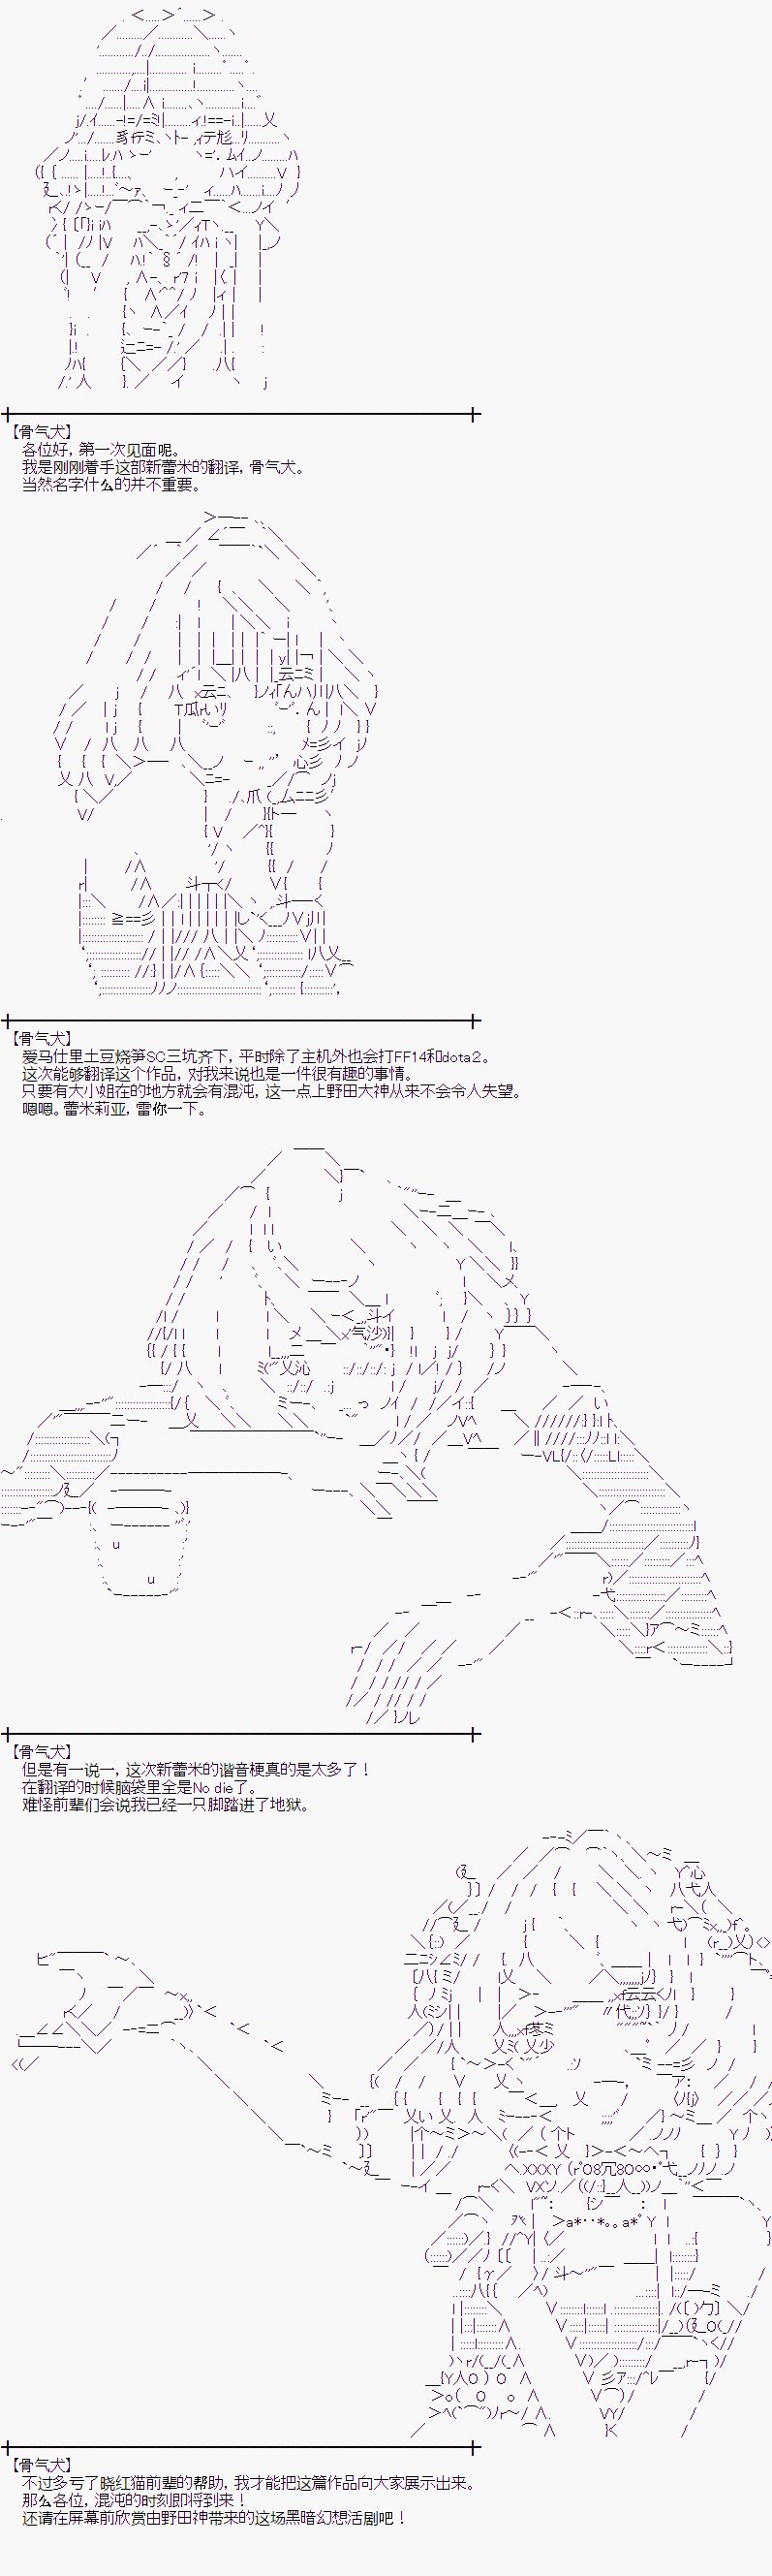 【骨气犬】
各位好，第一次见面呢。
我是刚刚着手这部新蕾米的翻译，骨气犬。
当然名字什么的并不重要。
【骨气犬】
爱马仕里土豆烧笋SC三坑齐下，平时除了主机外也会打FF14和dota2。
这次能够翻译这个作品，对我来说也是一件很有趣的事情。
只要有大小姐在的地方就会有混沌，这一点上野田大神从来不会令人失望。
嗯嗯。蕾米莉亚，雷你一下。
【骨气犬】
但是有一说一，这次新蕾米的谐音梗真的是太多了！
在翻译的时候脑袋里全是No die了。
难怪前辈们会说我已经一只脚踏进了地狱。
【骨气犬】
不过多亏了晓红猫前辈的帮助，我才能把这篇作品向大家展示出来。
那么各位，混沌的时刻即将到来！
还请在屏幕前欣赏由野田神带来的这场黑暗幻想活剧吧！